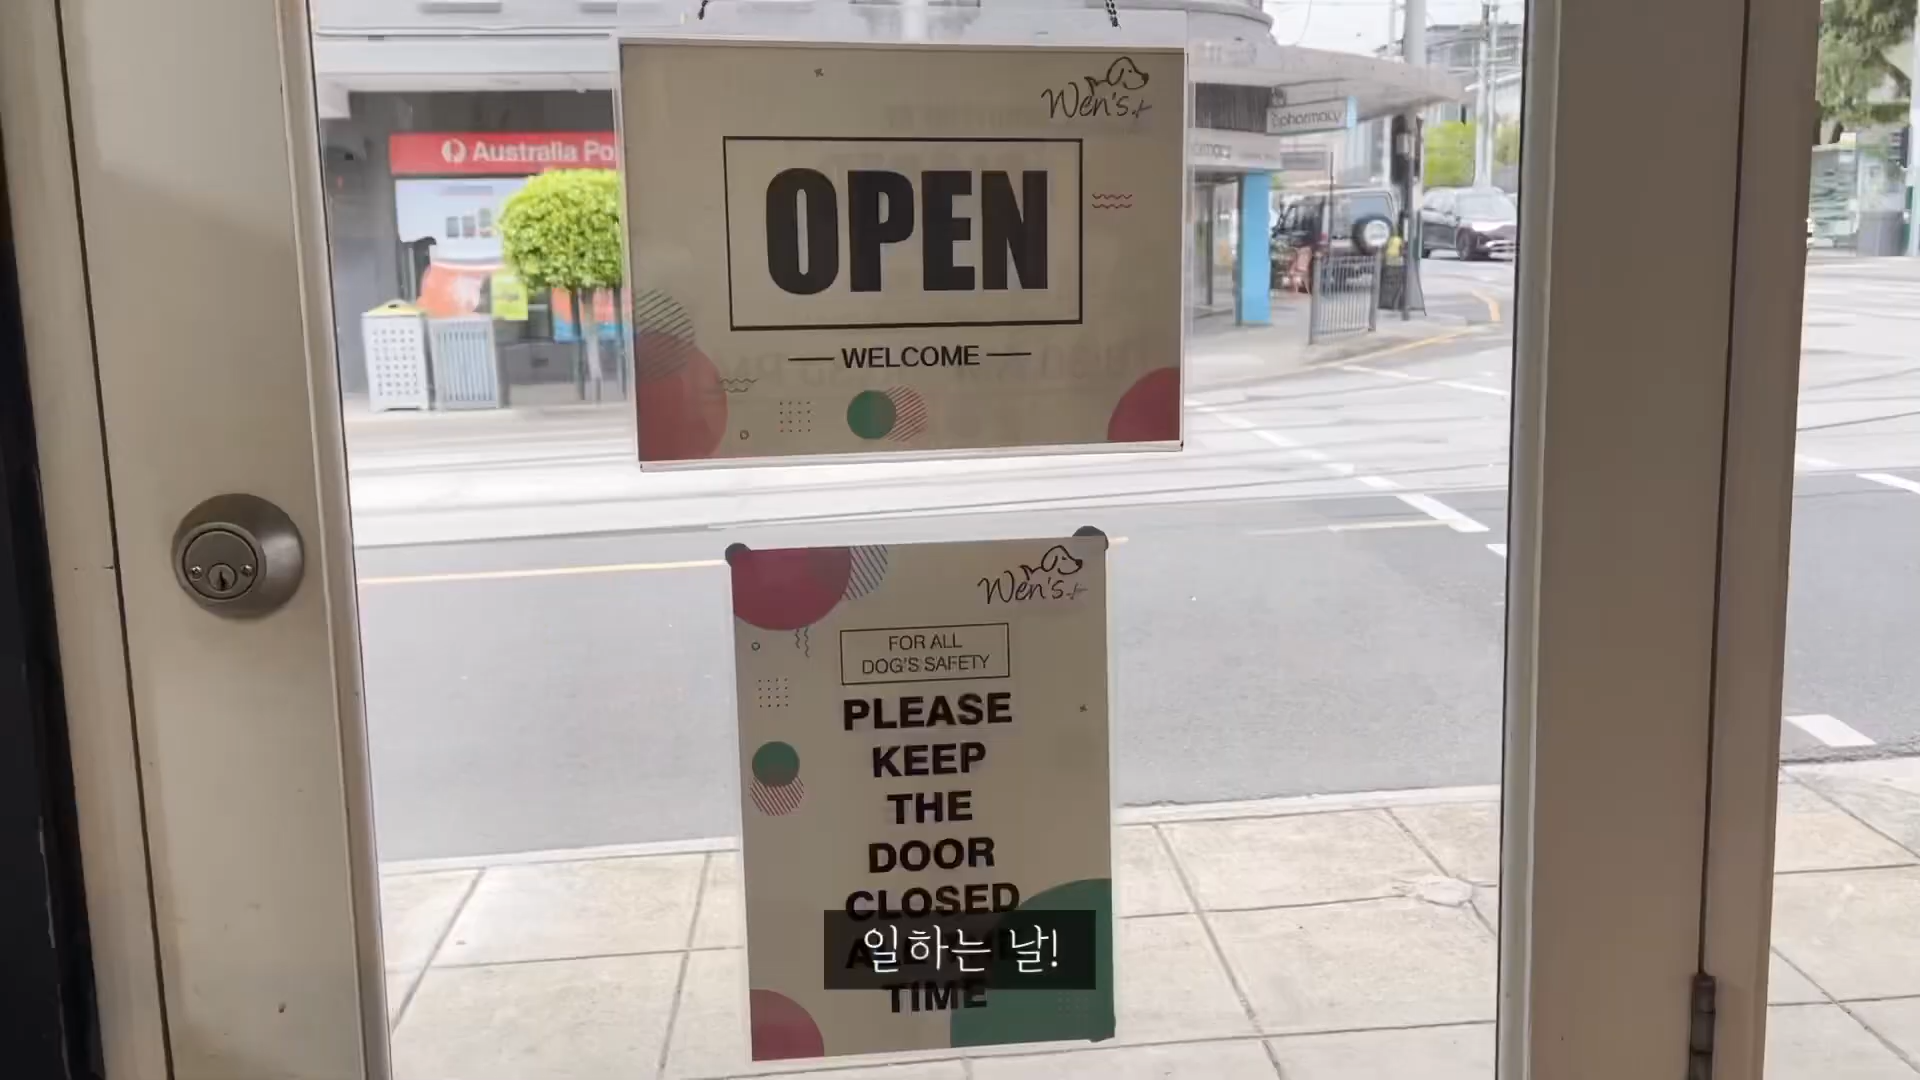 Wen's
OPEN
WELCOME
Australia Po
pharmacy
Wen's
FOR ALL
DOG'S SAFETY
PLEASE
KEEP
THE
DOOR
CLOSED
일하는 날!
TIME